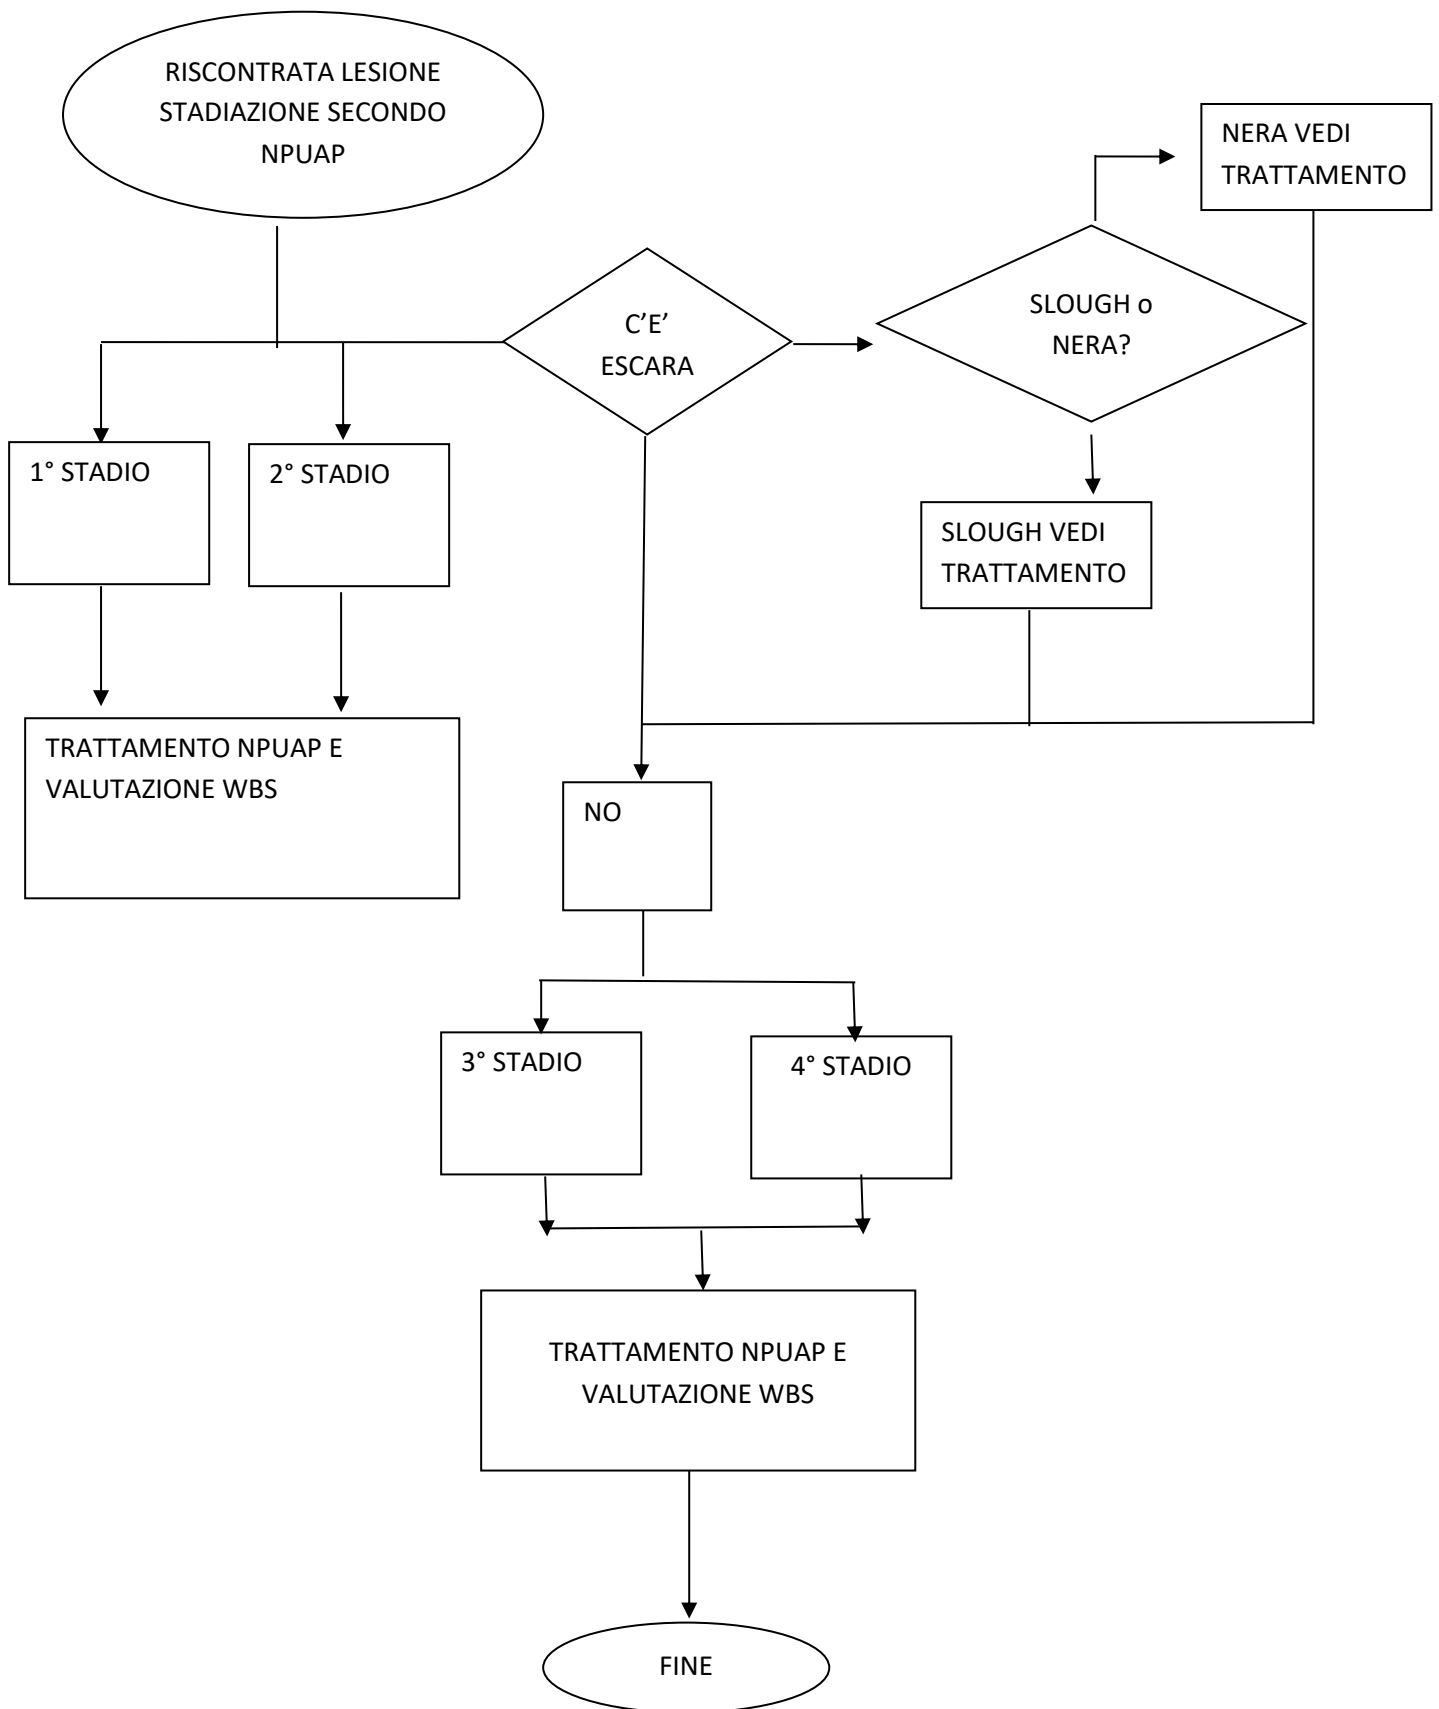 RISCONTRATA LESIONE
STADIAZIONE SECONDO
NPUAP
NERA VEDI
TRATTAMENTO
C’E’
ESCARA
SLOUGH o
NERA?
1° STADIO
2° STADIO
SLOUGH VEDI
TRATTAMENTO
TRATTAMENTO NPUAP E
VALUTAZIONE WBS
NO
3° STADIO
4° STADIO
TRATTAMENTO NPUAP E
VALUTAZIONE WBS
FINE